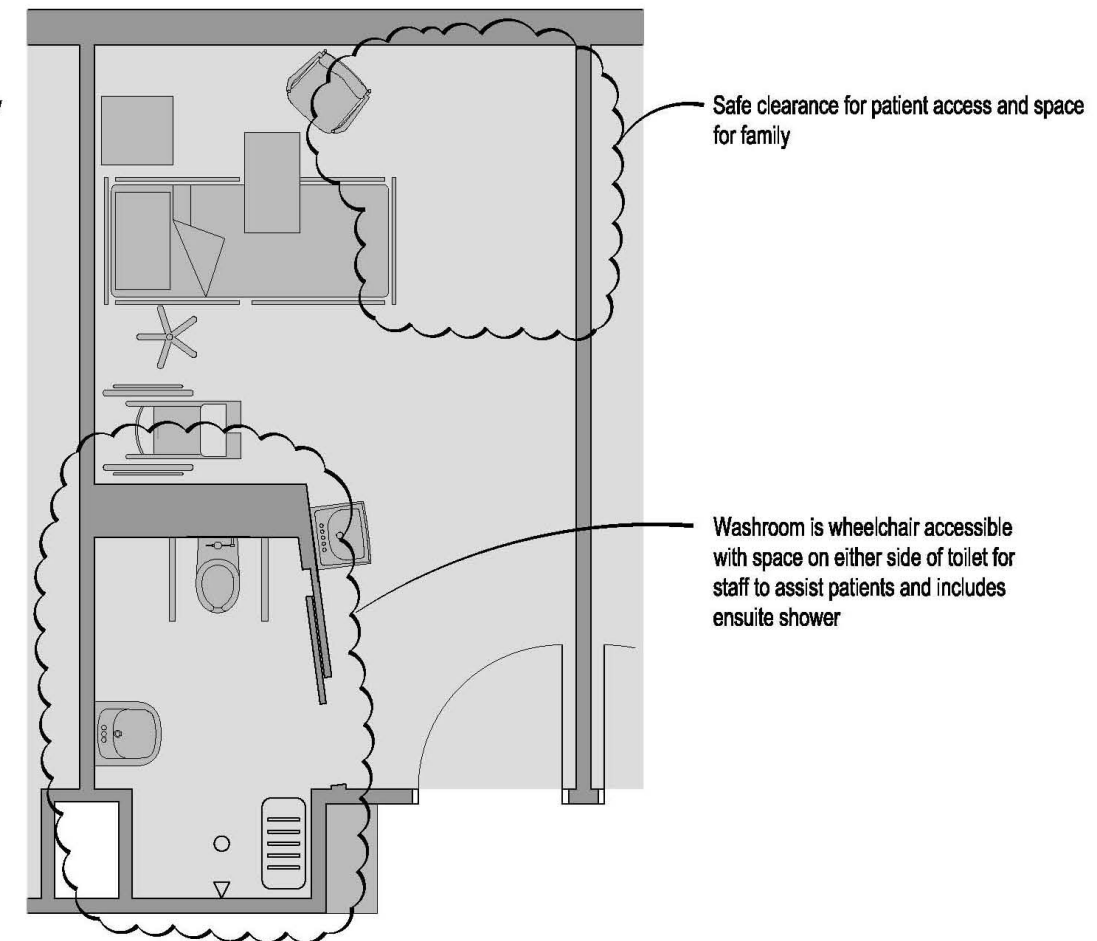 Safe clearance for patient access and space
for family
Washroom is wheelchair accessible
with space on either side of toilet for
staff to assist patients and includes
ensuite shower